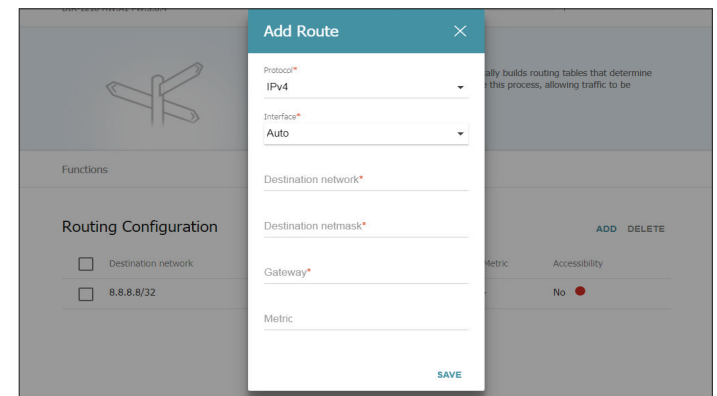 Add Route
Protocol*
IPv4
ally builds routing tables that determine
this process, allowing traffic to be
Interface*
Auto
Functions
Destination network*
Routing Configuration
Destination netmask*
ADD DELETE
Destination network
Gateway*
Metric
Accessibility
8.8.8.8/32
No
Metric
SAVE